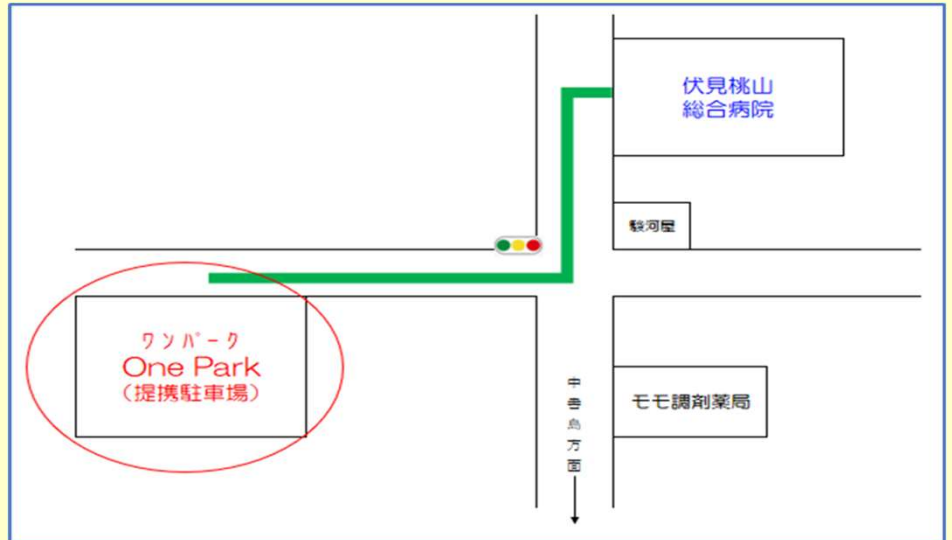 伏見桃山
総合病院
駿河屋
ワンパーク
One Park
(提携駐車場)
モモ調剤薬局
中書島方面